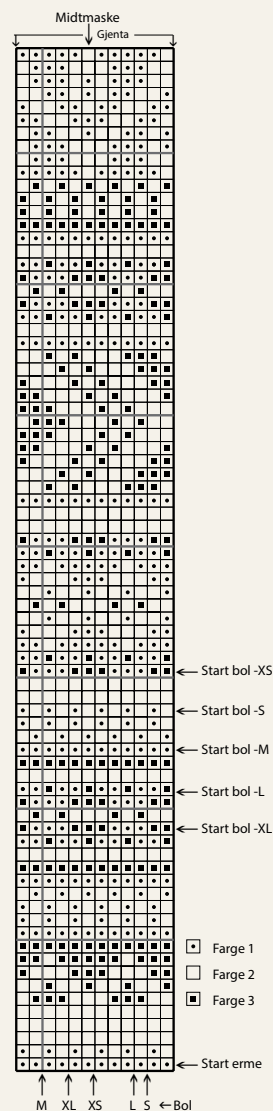 Midtmaske
Gjenta
Start bol -XS
Start bol -S
Start bol -M
Start bol -L
Start bol -XL
Farge 1
Farge 2
Farge 3
Start erme
M XL XS L S Bol